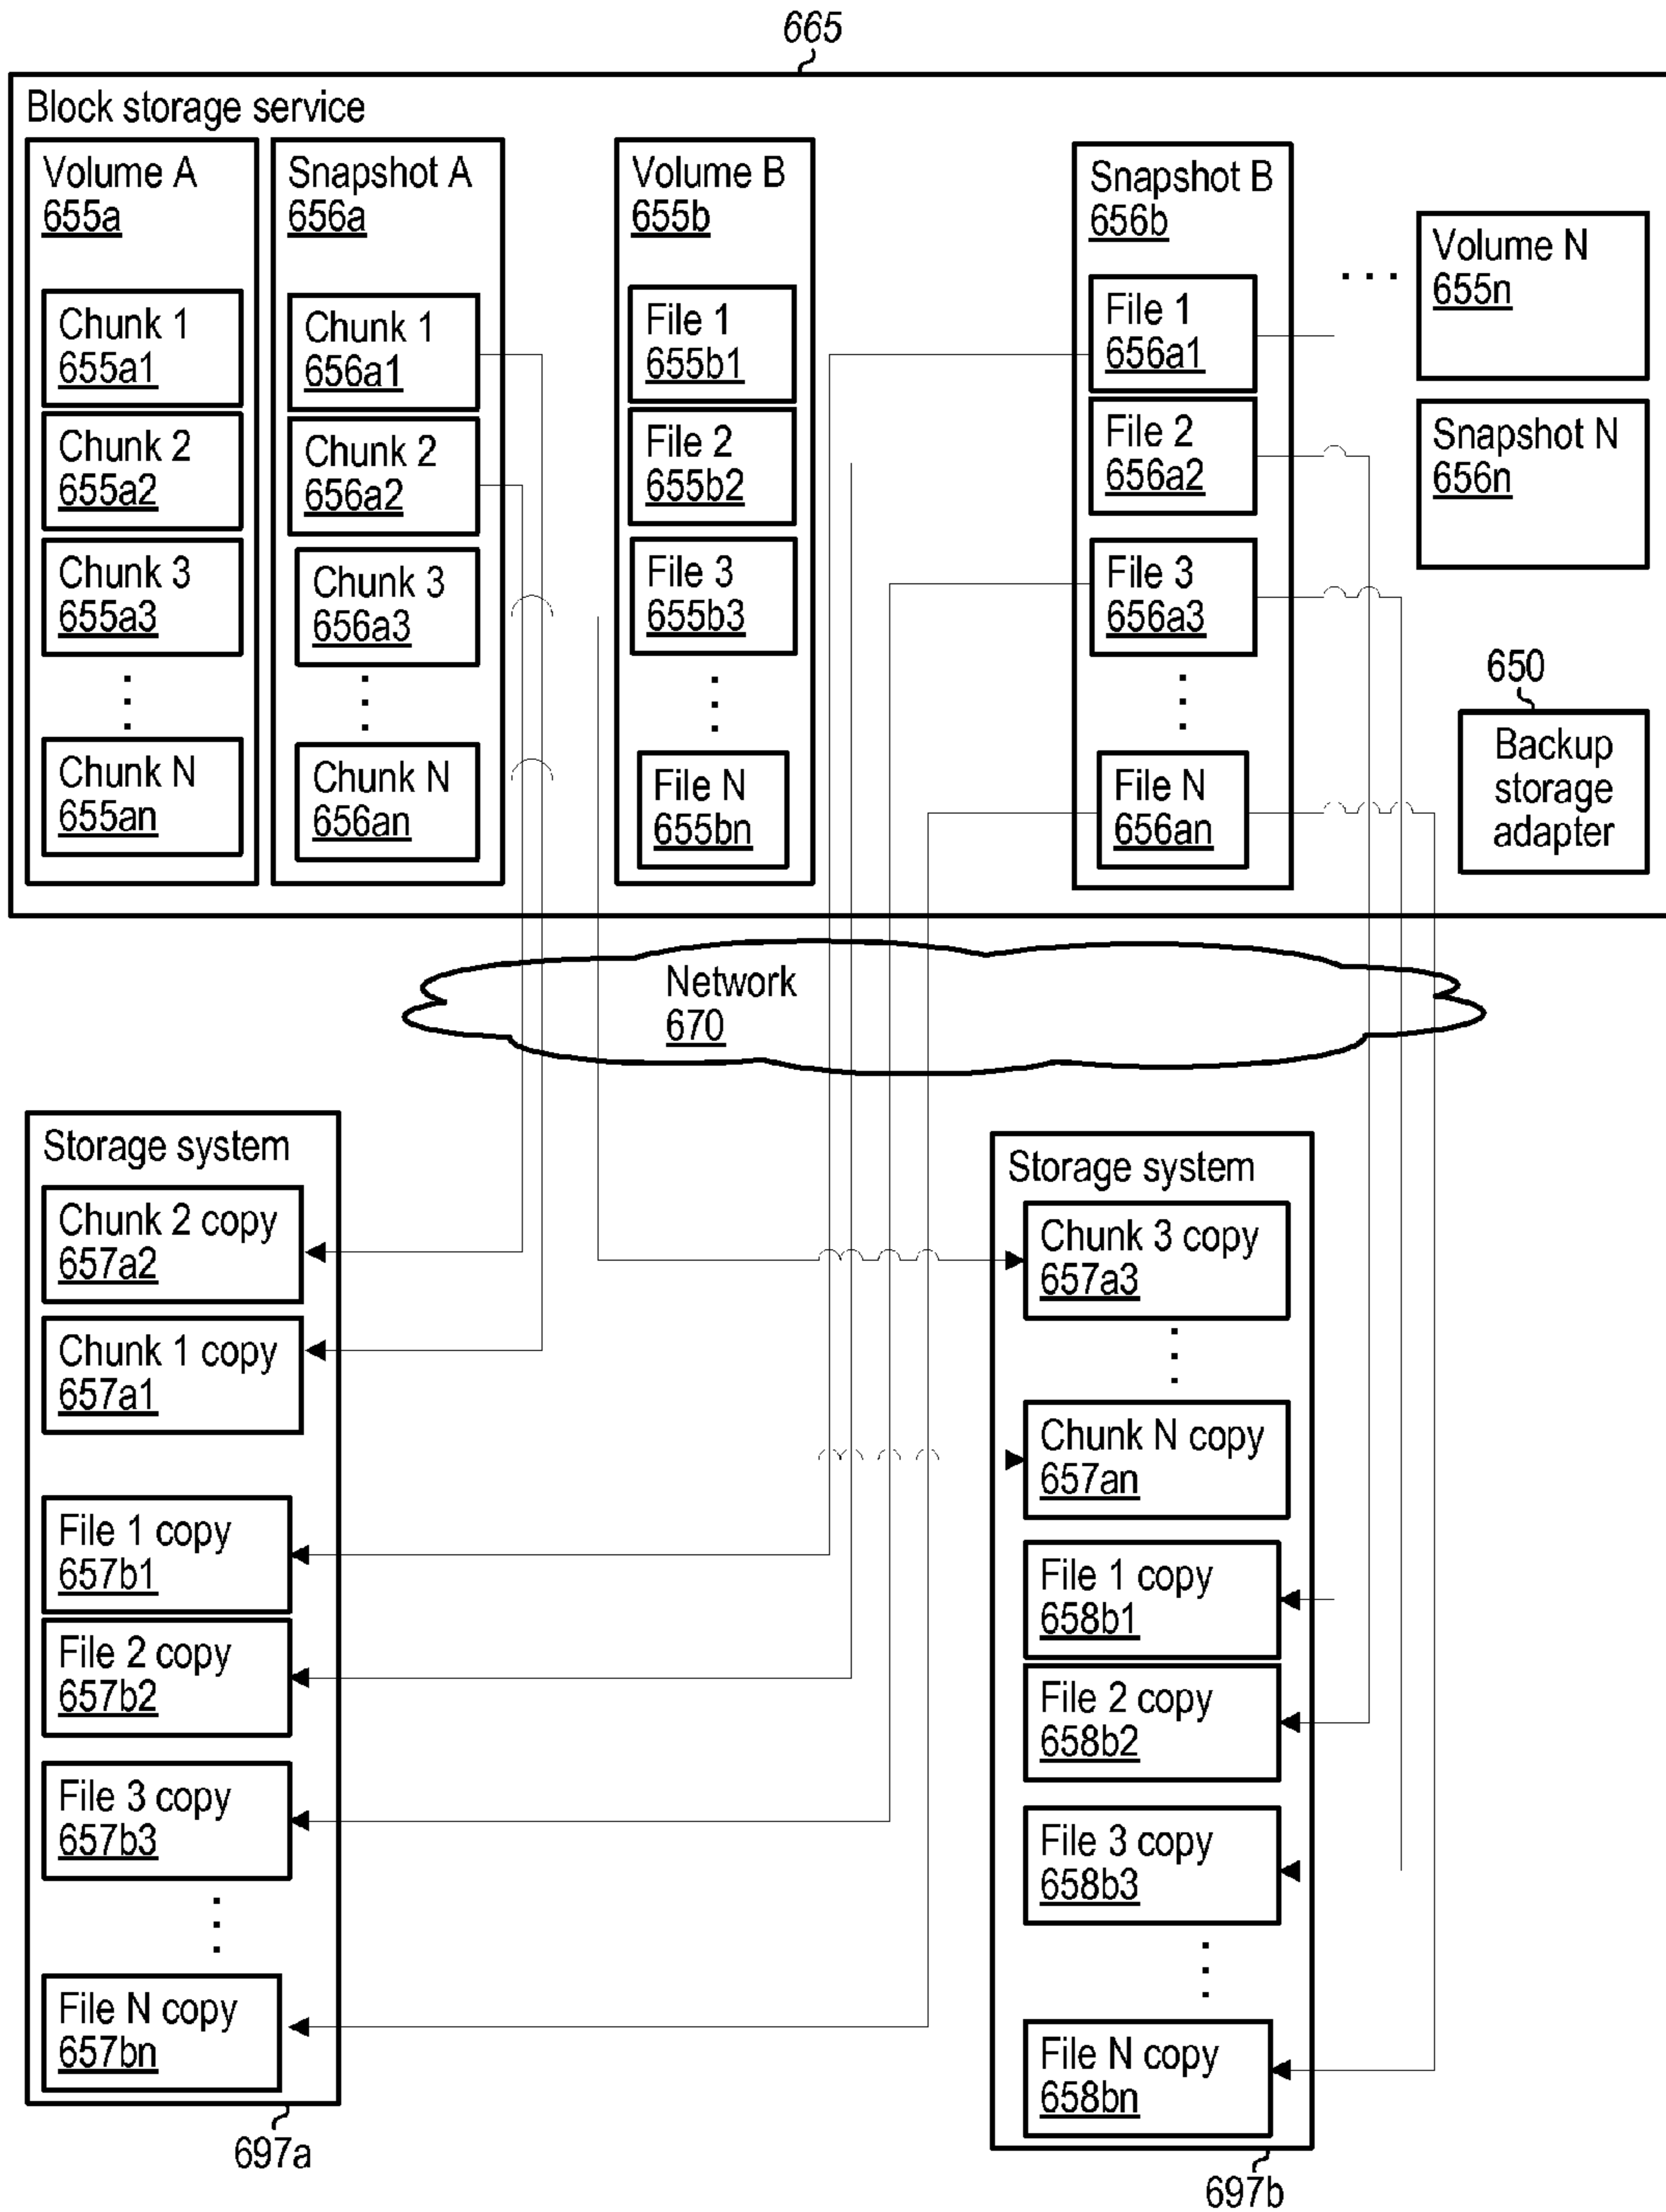 665
Block storage service
Volume A
655a
Chunk 1
655a1
Chunk 2
655a2
Chunk 3
655a3
Chunk N
655an
Snapshot A
656a
Chunk 1
656a1
Chunk 2
656a2
Chunk 3
656a3
Chunk N
656an
Volume B
655b
File 1
655b1
File 2
655b2
File 3
655b3
File N
655bn
Snapshot B
656b
File 1
656a1
File 2
656a2
File 3
656a3
File N
656an
Volume N
655n
Snapshot N
656n
650
Backup
storage
adapter
Network
670
Storage system
Chunk 2 copy
657a2
Chunk 1 copy
657a1
File 1 copy
657b1
File 2 copy
657b2
File 3 copy
657b3
File N copy
657bn
697a
Storage system
Chunk 3 copy
657a3
Chunk N copy
657an
File 1 copy
658b1
File 2 copy
658b2
File 3 copy
658b3
File N copy
658bn
697b